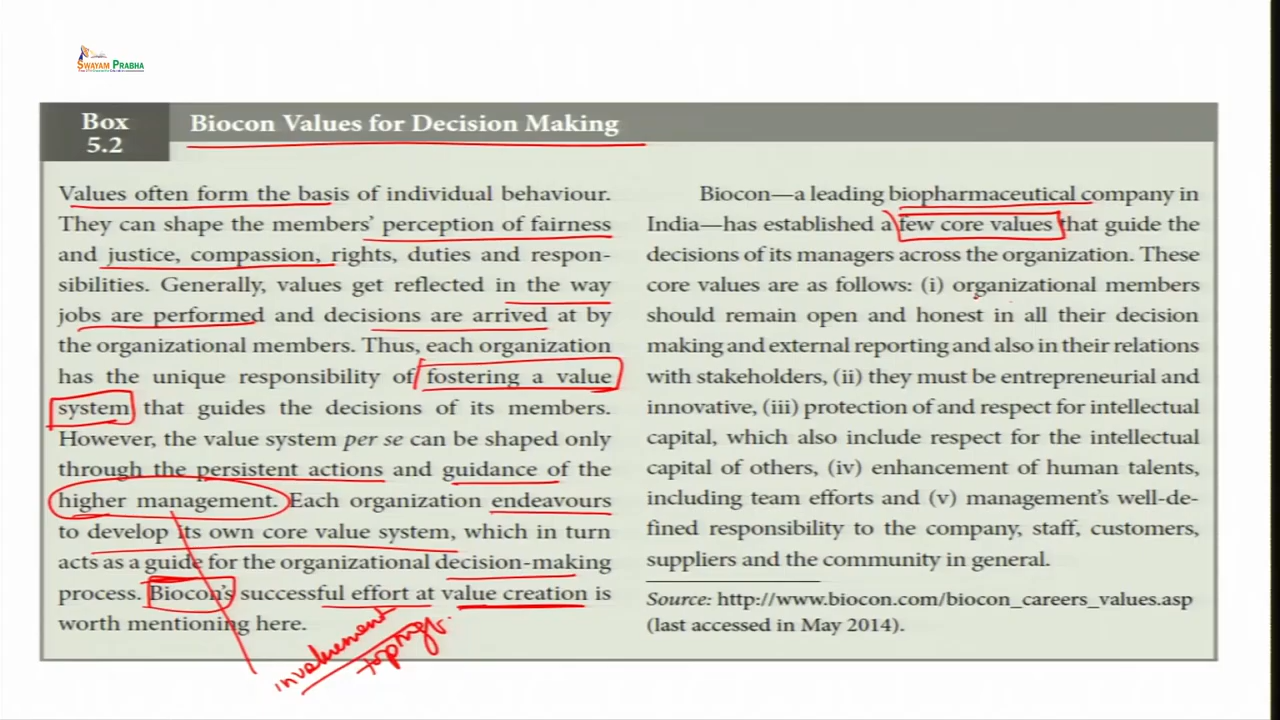 SWAYAM PRABHA
Box
5.2
Biocon Values for Decision Making
Values often form the basis of individual behaviour.
They can shape the members' perception of fairness
and justice, compassion, rights, duties and respon-
sibilities. Generally, values get reflected in the way
jobs are performed and decisions are arrived at by
the organizational members. Thus, each organization
has the unique responsibility of fostering a value
system that guides the decisions of its members.
However, the value system per se can be shaped only
through the persistent actions and guidance of the
higher management. Each organization endeavours
to develop its own core value system, which in turn
acts as a guide for the organizational decision-making
process. Biocon's successful effort at value creation is
worth mentioning here.
involvement
top mgt.
Biocon—a leading biopharmaceutical company in
India—has established a few core values that guide the
decisions of its managers across the organization. These
core values are as follows: (i) organizational members
should remain open and honest in all their decision
making and external reporting and also in their relations
with stakeholders, (ii) they must be entrepreneurial and
innovative, (iii) protection of and respect for intellectual
capital, which also include respect for the intellectual
capital of others, (iv) enhancement of human talents,
including team efforts and (v) management's well-de-
fined responsibility to the company, staff, customers,
suppliers and the community in general.
Source: http://www.biocon.com/biocon_careers_values.asp
(last accessed in May 2014).